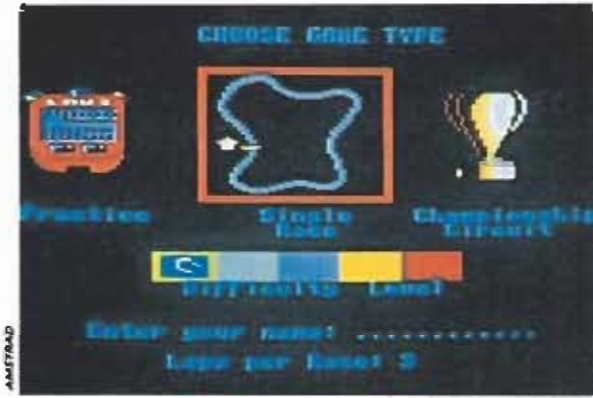 CHOOSE GAME TYPE
Practice
Single
Race
Championship
Circuit
Difficulty Level
Enter your name: .............
Laps per Race: 3
AMSTRAD